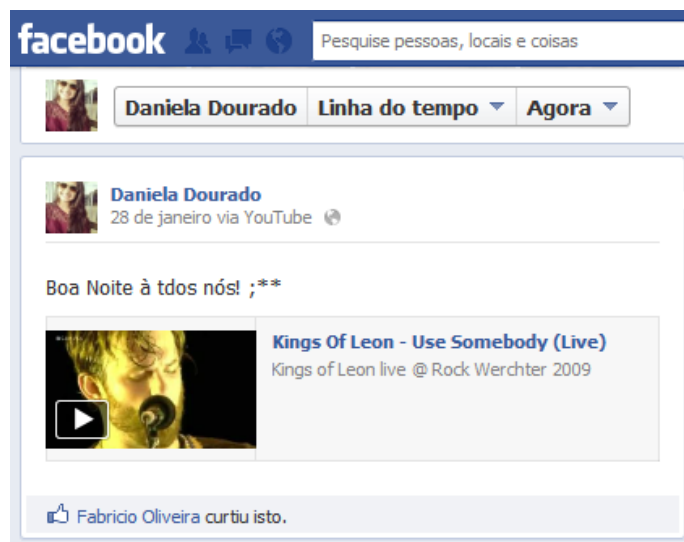 facebook
Pesquise pessoas, locais e coisas
Daniela Dourado
Linha do tempo
Agora
Daniela Dourado
28 de janeiro via YouTube
Boa Noite à tdos nós! ;**
Kings Of Leon - Use Somebody (Live)
Kings of Leon live @ Rock Werchter 2009
Fabricio Oliveira curtiu isto.